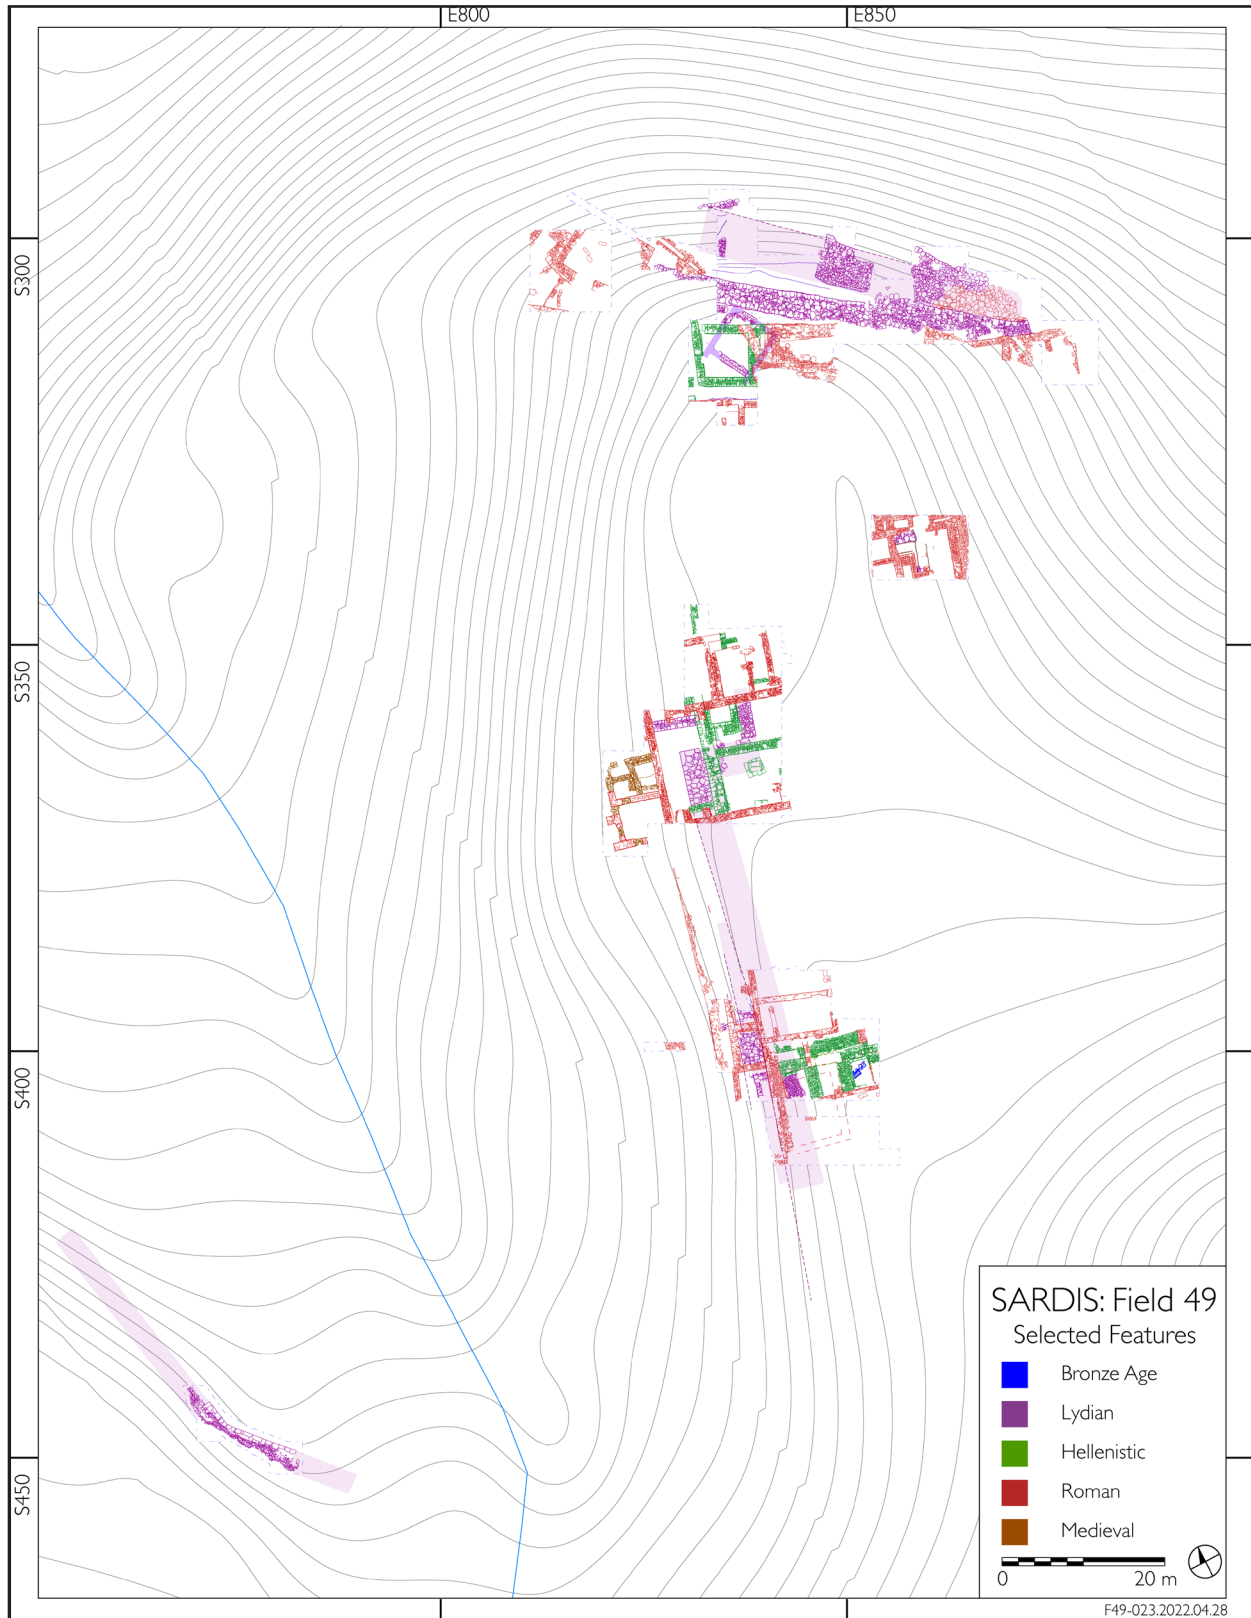 E800
E850
S300
S350
S400
S450
SARDIS: Field 49
Selected Features
Bronze Age
Lydian
Hellenistic
Roman
Medieval
0 20 m
F49-023.2022.04.28